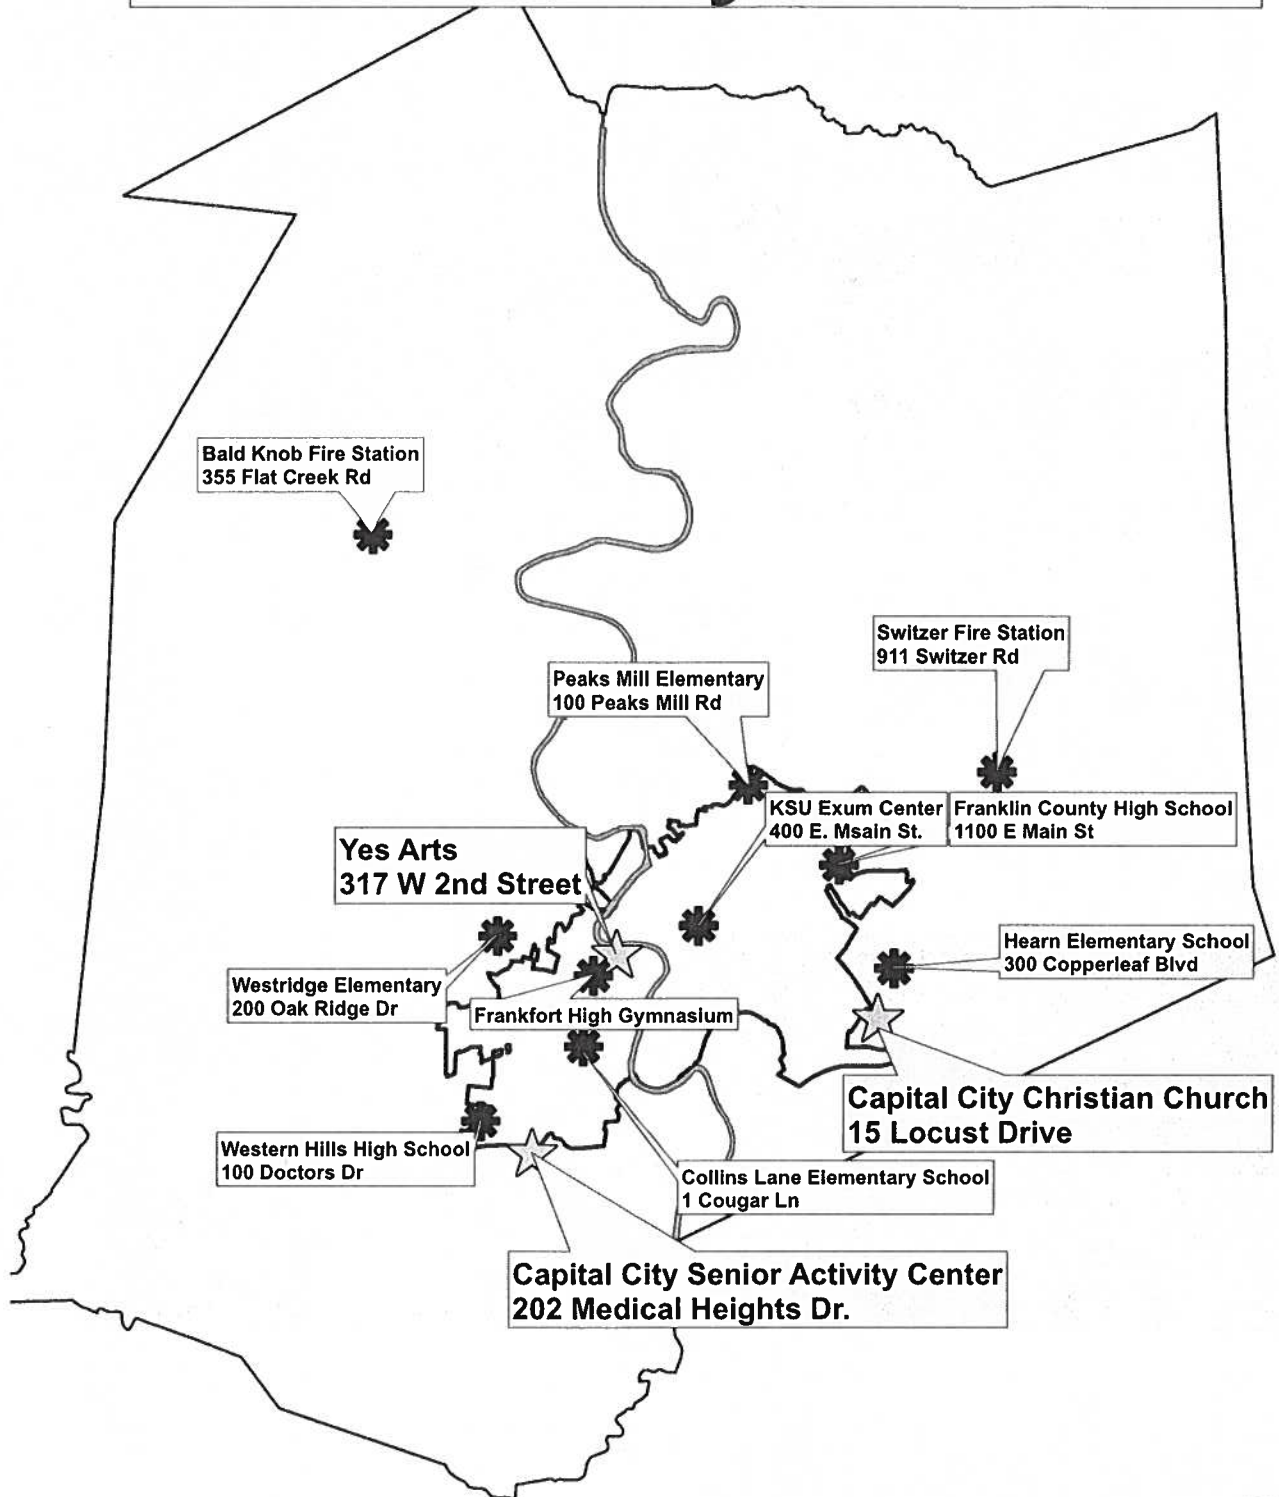 Bald Knob Fire Station
355 Flat Creek Rd
Switzer Fire Station
911 Switzer Rd
Peaks Mill Elementary
100 Peaks Mill Rd
KSU Exum Center
400 E. Msain St.
Franklin County High School
1100 E Main St
Yes Arts
317 W 2nd Street
Hearn Elementary School
300 Copperleaf Blvd
Westridge Elementary
200 Oak Ridge Dr
Frankfort High Gymnasium
Capital City Christian Church
15 Locust Drive
Western Hills High School
100 Doctors Dr
Collins Lane Elementary School
1 Cougar Ln
Capital City Senior Activity Center
202 Medical Heights Dr.